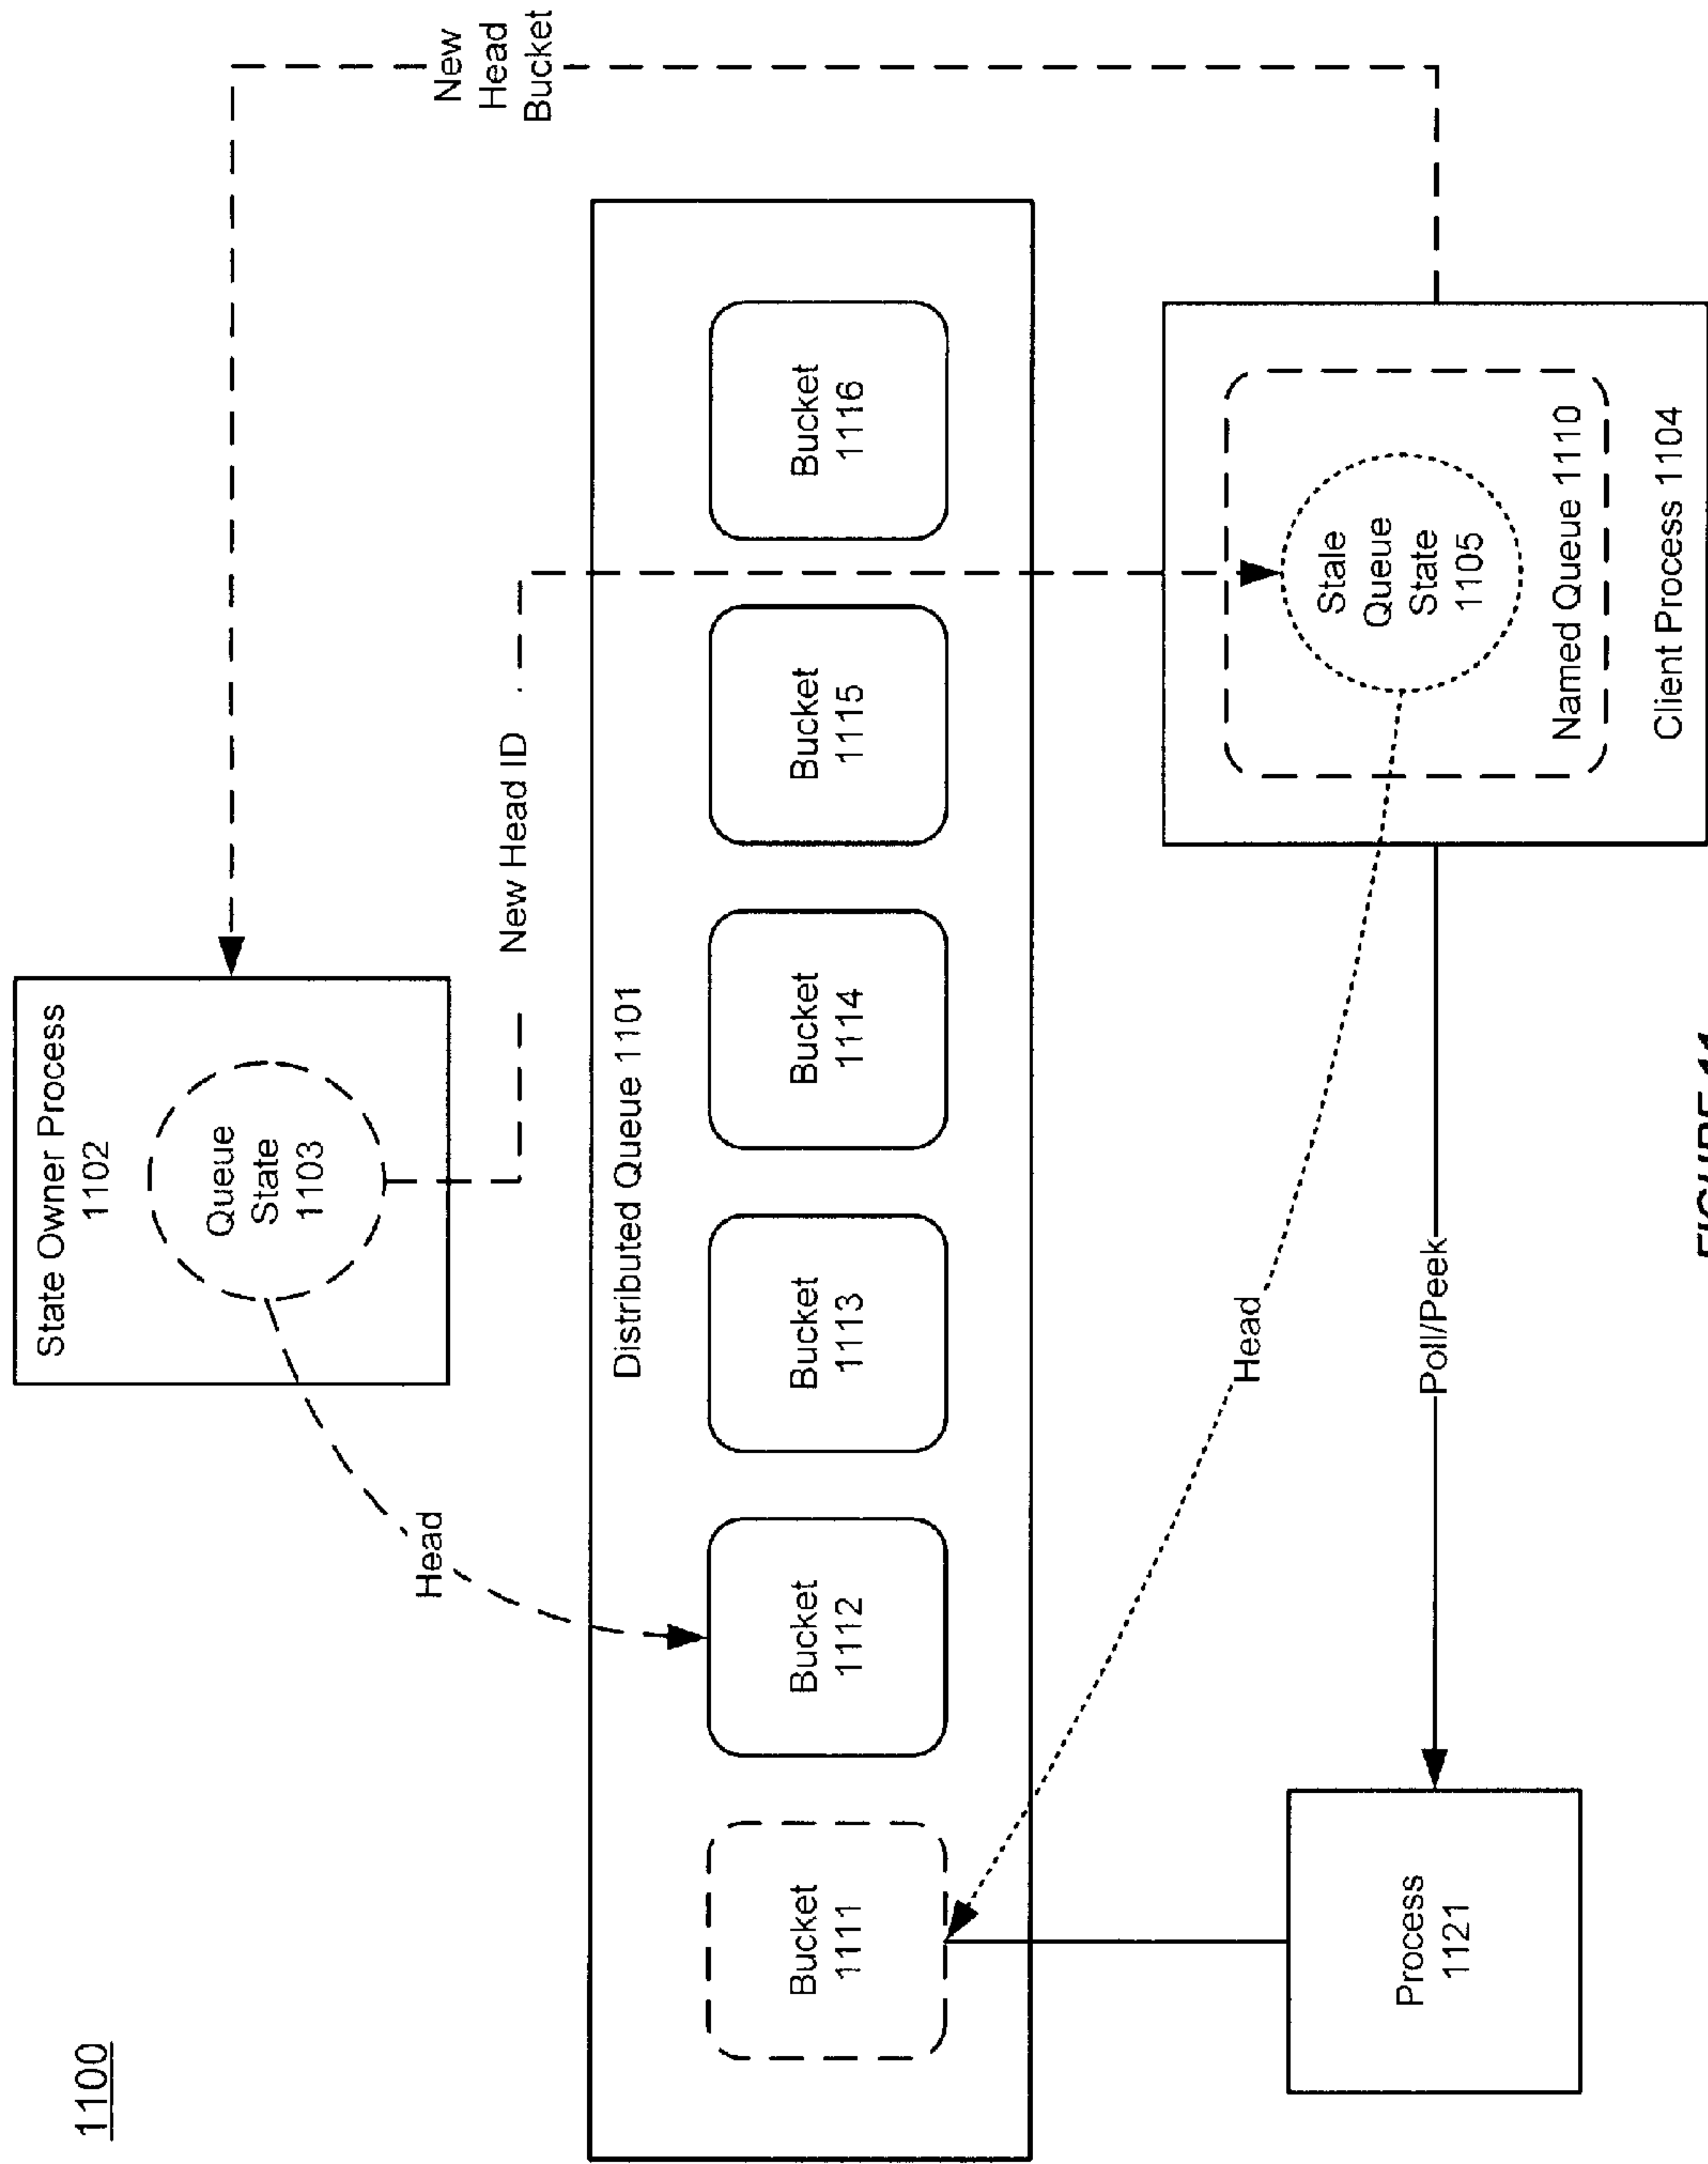 1100
State Owner Process
1102
Queue
State
1103
New
Head
Bucket
Head
New Head ID
Distributed Queue 1101
Bucket
1111
Bucket
1112
Bucket
1113
Bucket
1114
Bucket
1115
Bucket
1116
Head
Stale
Queue
State
1105
Named Queue 1110
Client Process 1104
Process
1121
Poll/Peek
FIGURE 11